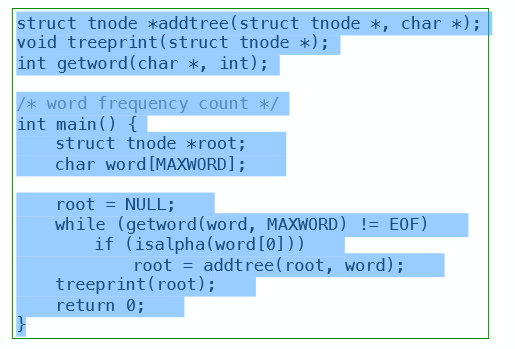 struct tnode *addtree(struct tnode *, char *);
void treeprint(struct tnode *);
int getword(char *, int);

/* word frequency count */
int main() {
    struct tnode *root;
    char word[MAXWORD];

    root = NULL;
    while (getword(word, MAXWORD) != EOF)
        if (isalpha(word[0]))
            root = addtree(root, word);
    treeprint(root);
    return 0;
}